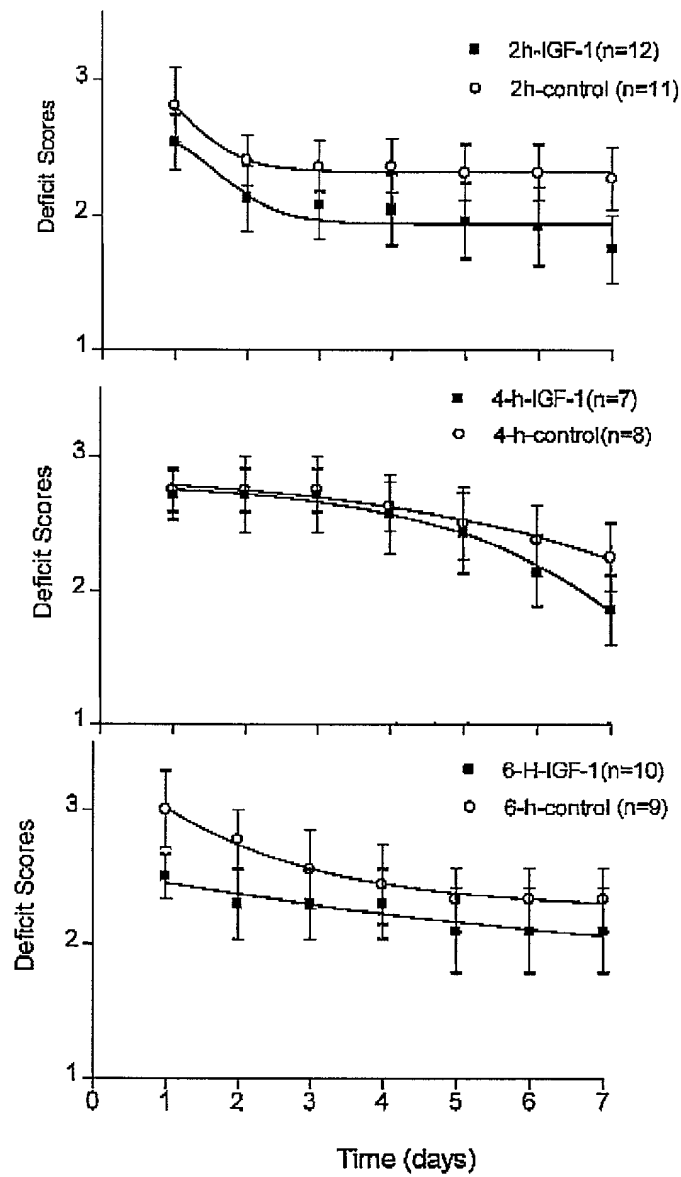 3
2
1
Deficit Scores
2h-IGF-1(n=12)
2h-control (n=11)
3
2
1
Deficit Scores
4-h-IGF-1(n=7)
4-h-control(n=8)
3
2
1
Deficit Scores
6-H-IGF-1(n=10)
6-h-control (n=9)
0 1 2 3 4 5 6 7
Time (days)